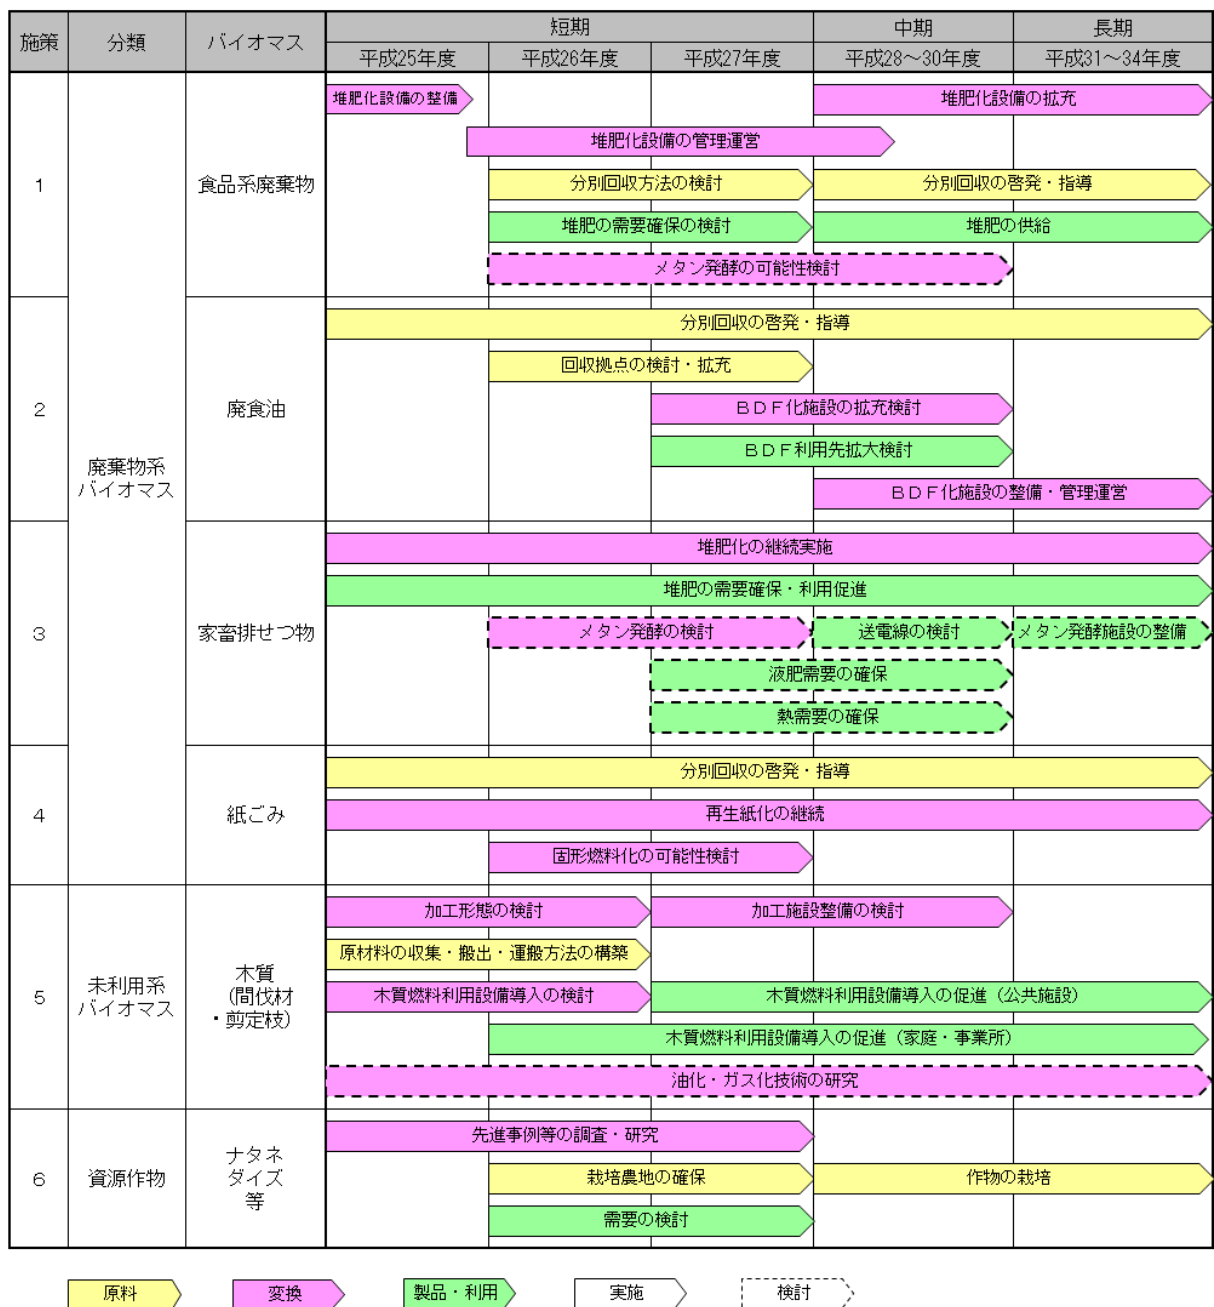 施策 分類 バイオマス 短期 中期 長期
平成25年度 平成26年度 平成27年度 平成28～30年度 平成31～34年度
堆肥化設備の整備 堆肥化設備の拡充
堆肥化設備の管理運営
1 食品系廃棄物 分別回収方法の検討 分別回収の啓発・指導
堆肥の需要確保の検討 堆肥の供給
メタン発酵の可能性検討
分別回収の啓発・指導
回収拠点の検討・拡充
2 廃食油 ＢＤＦ化施設の拡充検討
ＢＤＦ利用先拡大検討
廃棄物系
バイオマス
ＢＤＦ化施設の整備・管理運営
堆肥化の継続実施
堆肥の需要確保・利用促進
3 家畜排せつ物 メタン発酵の検討 送電線の検討 メタン発酵施設の整備
液肥需要の確保
熱需要の確保
分別回収の啓発・指導
4 紙ごみ 再生紙化の継続
固形燃料化の可能性検討
加工形態の検討 加工施設整備の検討
原材料の収集・搬出・運搬方法の構築
5 未利用系
バイオマス
木質
（間伐材
・剪定枝）
木質燃料利用設備導入の検討 木質燃料利用設備導入の促進（公共施設）
木質燃料利用設備導入の促進（家庭・事業所）
油化・ガス化技術の研究
先進事例等の調査・研究
6 資源作物
ナタネ
ダイズ
等
栽培農地の確保 作物の栽培
需要の検討
原料 変換 製品・利用 実施 検討